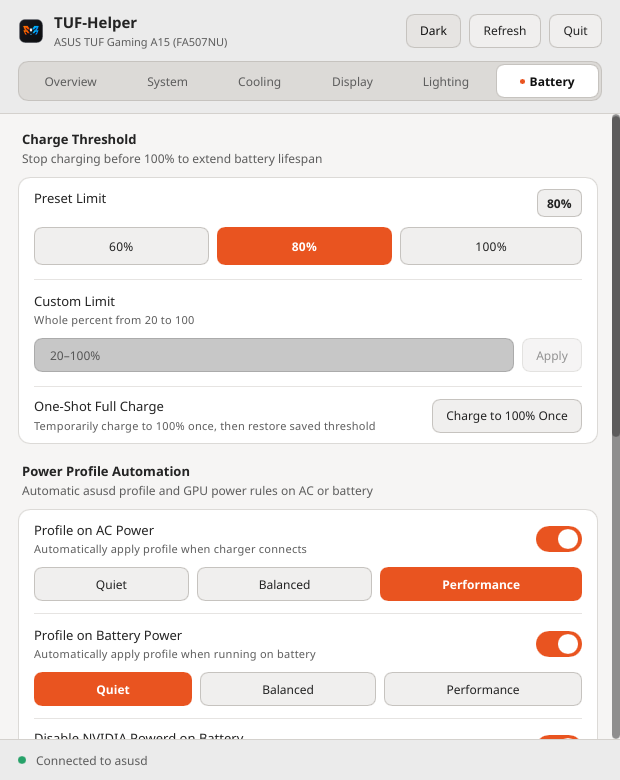 TUF-Helper
ASUS TUF Gaming A15 (FA507NU)
Dark
Refresh
Quit
Overview
System
Cooling
Display
Lighting
Battery
Charge Threshold
Stop charging before 100% to extend battery lifespan
Preset Limit
80%
60%
80%
100%
Custom Limit
Whole percent from 20 to 100
20–100%
Apply
One-Shot Full Charge
Temporarily charge to 100% once, then restore saved threshold
Charge to 100% Once
Power Profile Automation
Automatic asusd profile and GPU power rules on AC or battery
Profile on AC Power
Automatically apply profile when charger connects
Quiet
Balanced
Performance
Profile on Battery Power
Automatically apply profile when running on battery
Quiet
Balanced
Performance
Disable NVIDIA Powerd on Battery
Connected to asusd